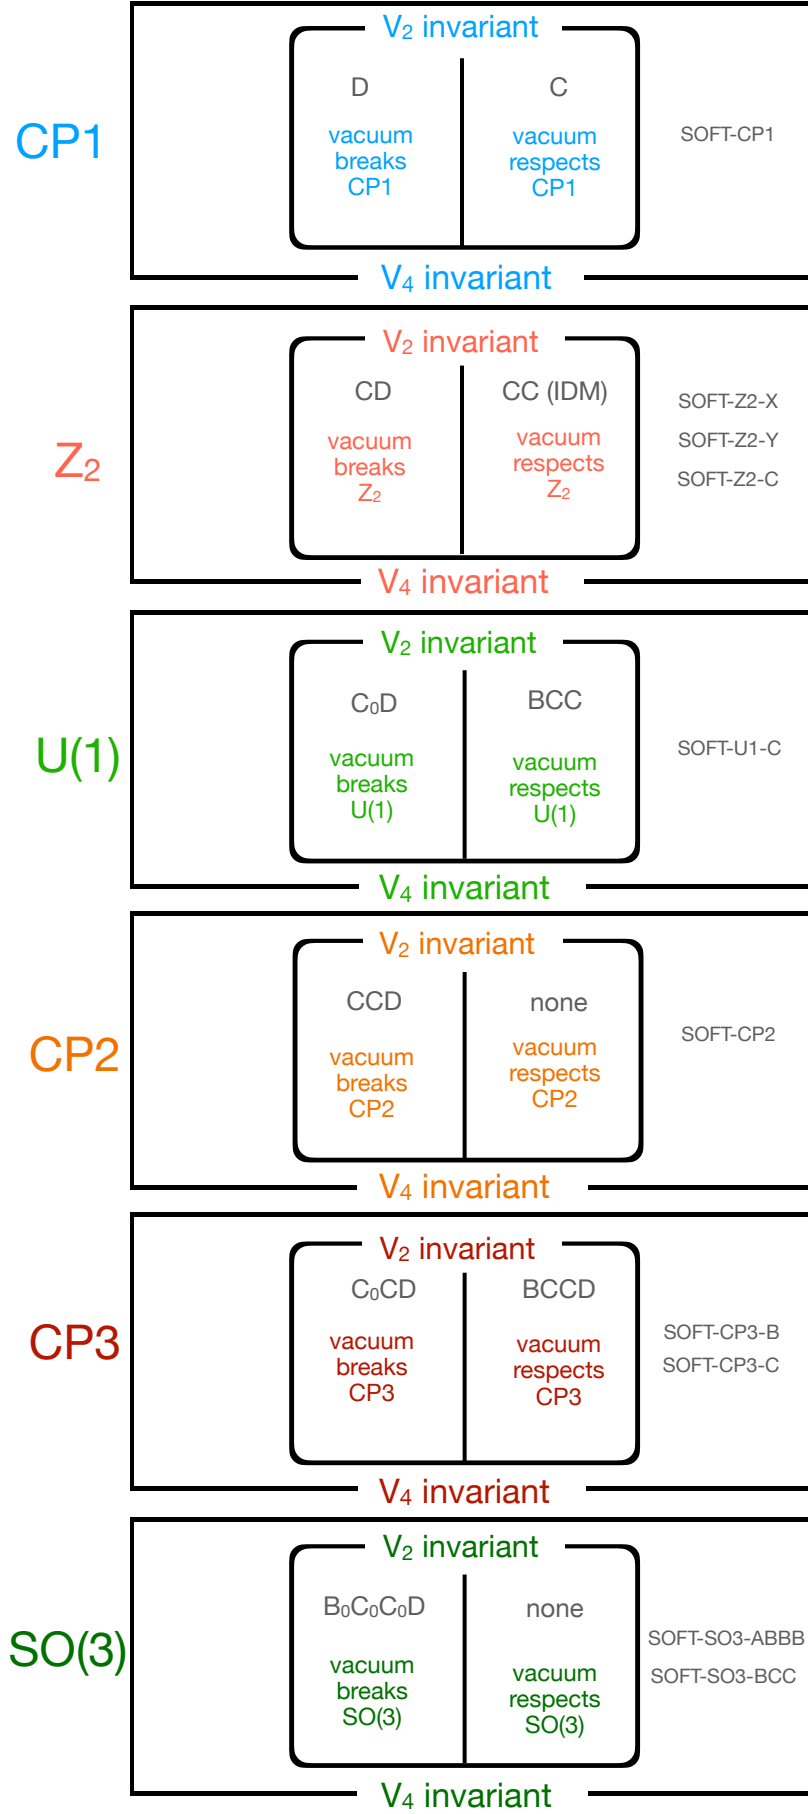 CP1
V₂ invariant
D
vacuum
breaks
CP1
C
vacuum
respects
CP1
SOFT-CP1
V₄ invariant
Z₂
V₂ invariant
CD
vacuum
breaks
Z₂
CC (IDM)
vacuum
respects
Z₂
SOFT-Z2-X
SOFT-Z2-Y
SOFT-Z2-C
V₄ invariant
U(1)
V₂ invariant
C₀D
vacuum
breaks
U(1)
BCC
vacuum
respects
U(1)
SOFT-U1-C
V₄ invariant
CP2
V₂ invariant
CCD
vacuum
breaks
CP2
none
vacuum
respects
CP2
SOFT-CP2
V₄ invariant
CP3
V₂ invariant
C₀CD
vacuum
breaks
CP3
BCCD
vacuum
respects
CP3
SOFT-CP3-B
SOFT-CP3-C
V₄ invariant
SO(3)
V₂ invariant
B₀C₀C₀D
vacuum
breaks
SO(3)
none
vacuum
respects
SO(3)
SOFT-SO3-ABBB
SOFT-SO3-BCC
V₄ invariant